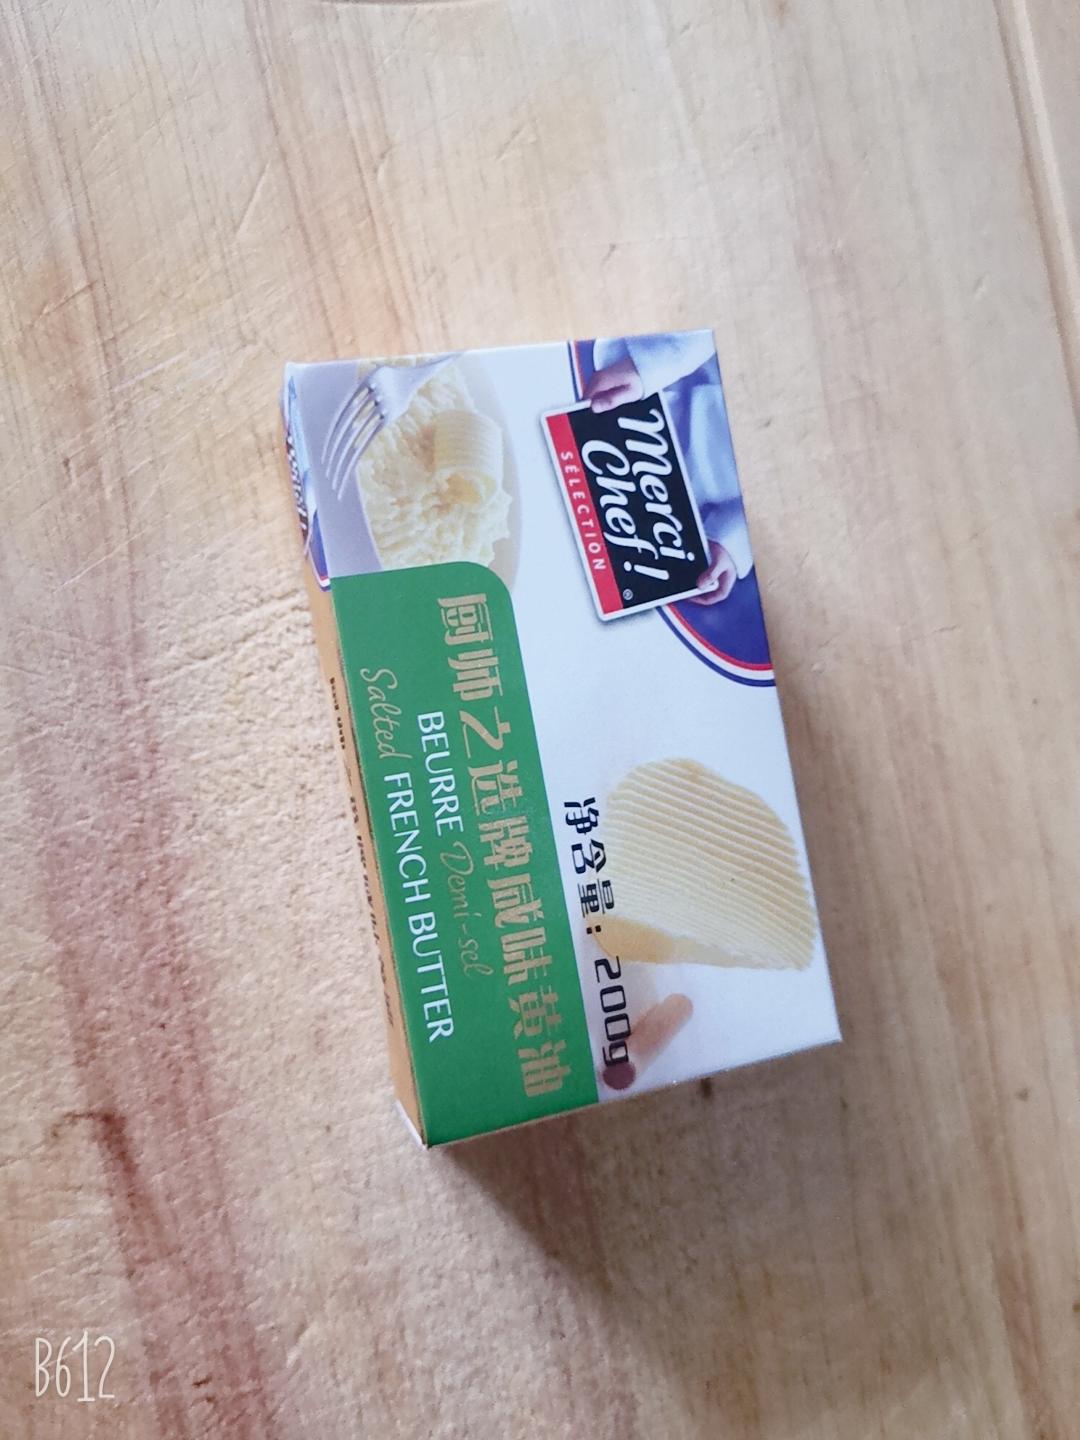 Merci
Chef!®
SÉLECTION
净含量: 200g
厨师之选牌咸味黄油
BEURRE Demi-sel
Salted FRENCH BUTTER
B612